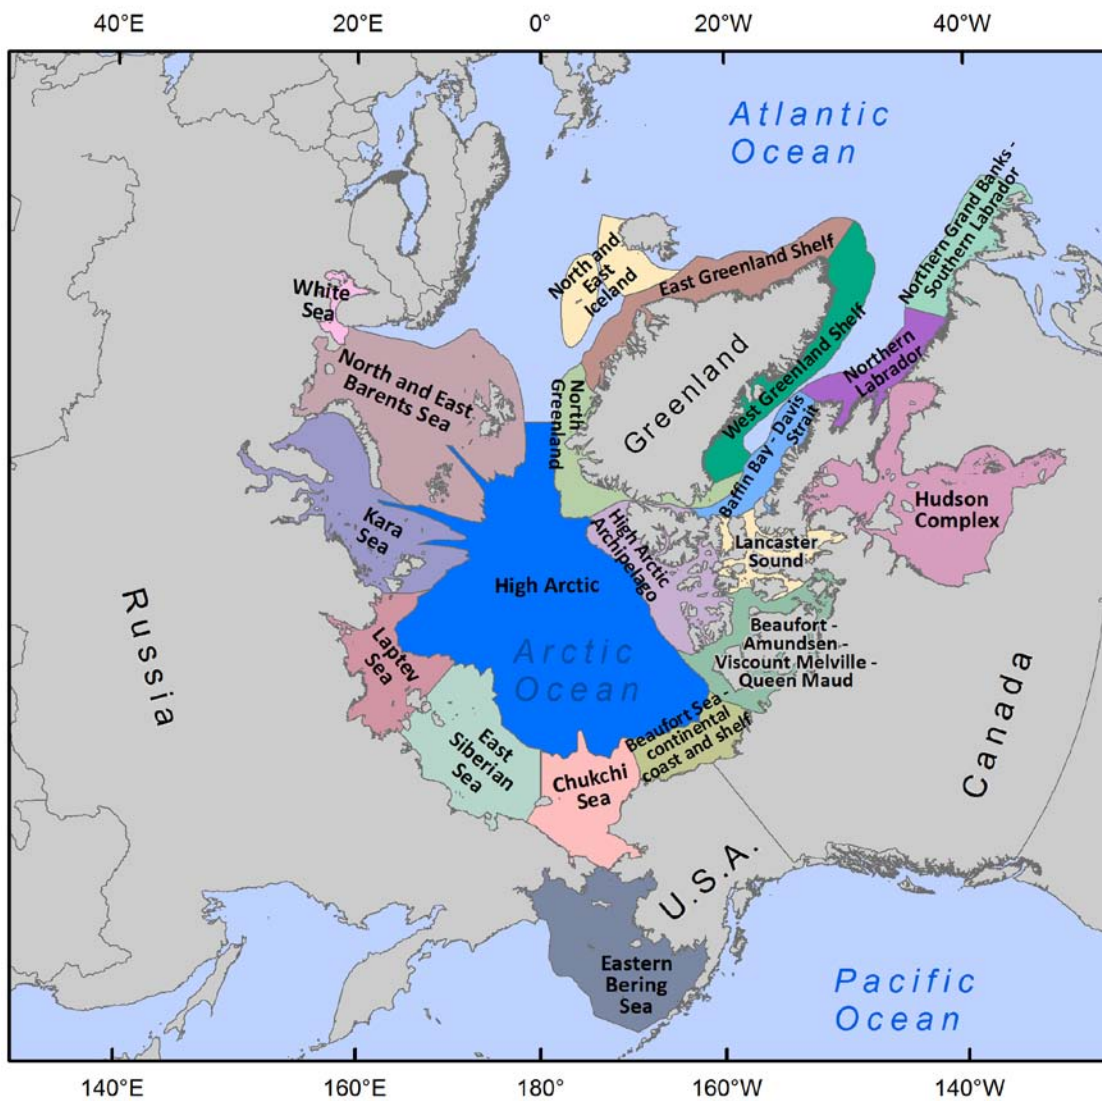 40°E 20°E 0° 20°W 40°W
Atlantic
Ocean
Northern Grand Banks -
Southern Labrador
North and
East
Iceland
East Greenland Shelf
White
Sea
Northern
Labrador
West Greenland Shelf
Greenland
North and East
Barents Sea
North
Greenland
Baffin Bay - Davis
Strait
Hudson
Complex
Kara
Sea
High Arctic
Archipelago
Lancaster
Sound
High Arctic
Russia
Laptev
Sea
Arctic
Ocean
Beaufort -
Amundsen -
Viscount Melville -
Queen Maud
Canada
East
Siberian
Sea
Beaufort Sea -
continental
coast and shelf
Chukchi
Sea
U.S.A.
Eastern
Bering
Sea
Pacific
Ocean
140°E 160°E 180° 160°W 140°W